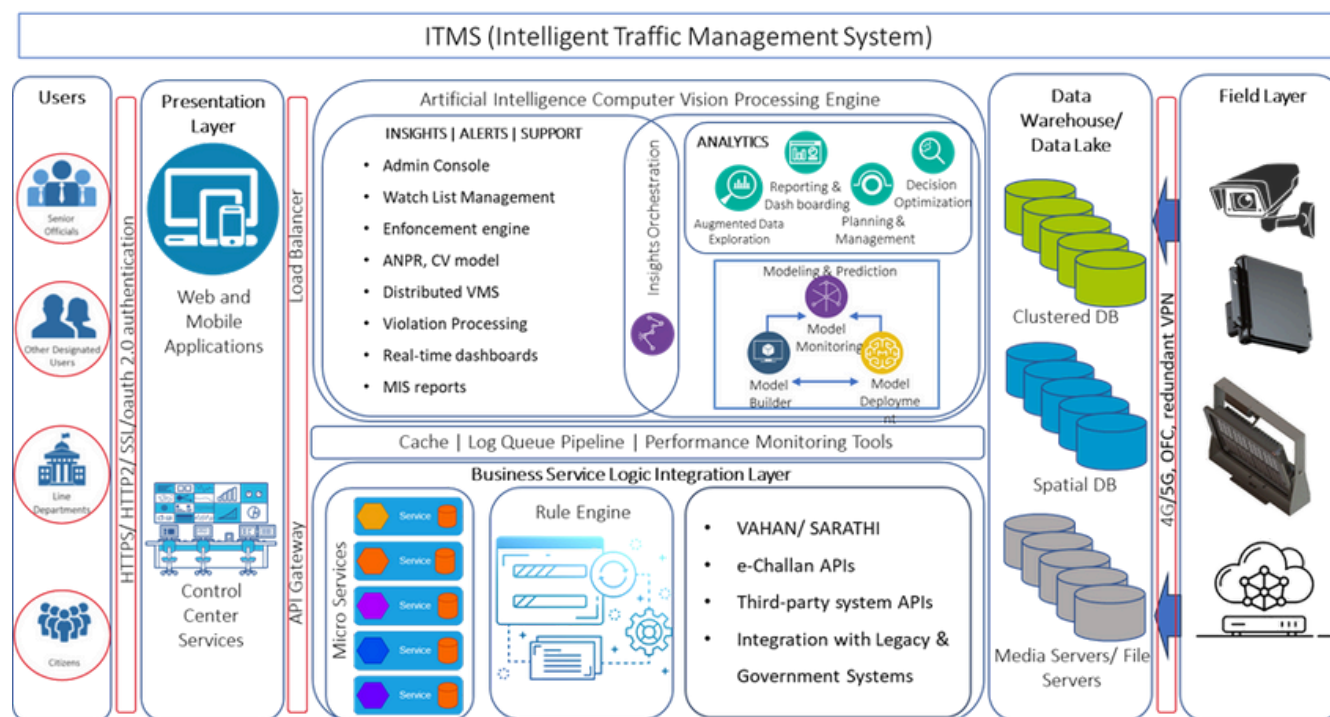 ITMS (Intelligent Traffic Management System)
Users
Senior
Officials
Other Designated
Users
Line
Departments
Citizens
HTTPS/ HTTP2/ SSL/oauth 2.0 authentication
Presentation
Layer
Web and
Mobile
Applications
Control
Center
Services
Load Balancer
API Gateway
Artificial Intelligence Computer Vision Processing Engine
INSIGHTS | ALERTS | SUPPORT
• Admin Console
• Watch List Management
• Enfoncement engine
• ANPR, CV model
• Distributed VMS
• Violation Processing
• Real-time dashboards
• MIS reports
Insights Orchestration
ANALYTICS
Augmented Data
Exploration
Reporting &
Dash boarding
Planning &
Management
Decision
Optimization
Modeling & Prediction
Model
Monitoring
Model
Builder
Model
Deployme
nt
Cache | Log Queue Pipeline | Performance Monitoring Tools
Business Service Logic Integration Layer
Micro Services
Service
Service
Service
Service
Service
Rule Engine
• VAHAN/ SARATHI
• e-Challan APIs
• Third-party system APIs
• Integration with Legacy &
Government Systems
Data
Warehouse/
Data Lake
Clustered DB
Spatial DB
Media Servers/ File
Servers
4G/5G, OFC, redundant VPN
Field Layer